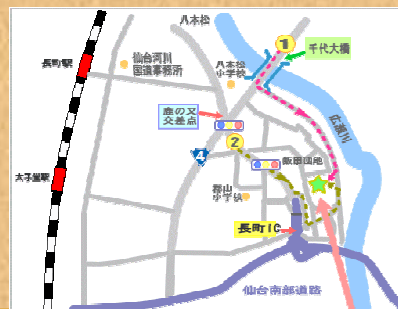 八本松
1
千代大橋
長町駅
仙台河川
国道事務所
八本松
小学校
広瀬川
鹿の又
交差点
2
4
飯田団地
太子堂駅
郡山
小学校
長町IC
仙台南部道路